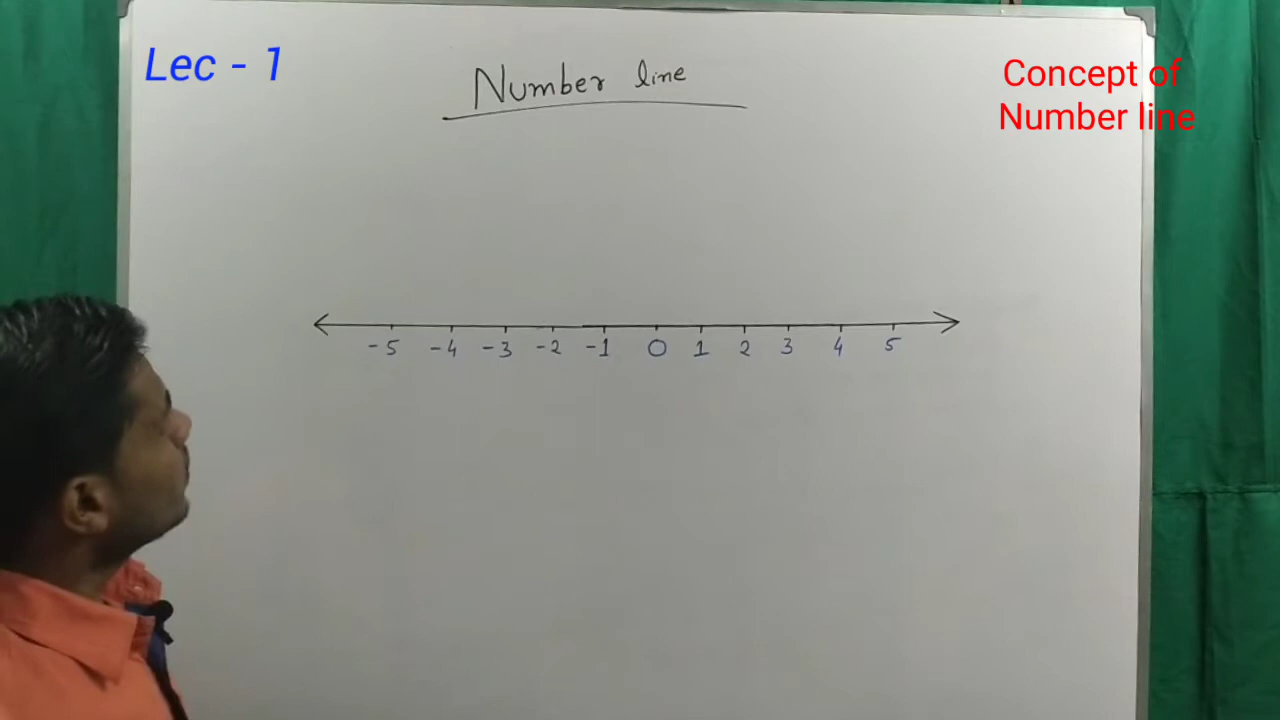 Lec - 1
Number line
Concept of
Number line
-5 -4 -3 -2 -1 0 1 2 3 4 5